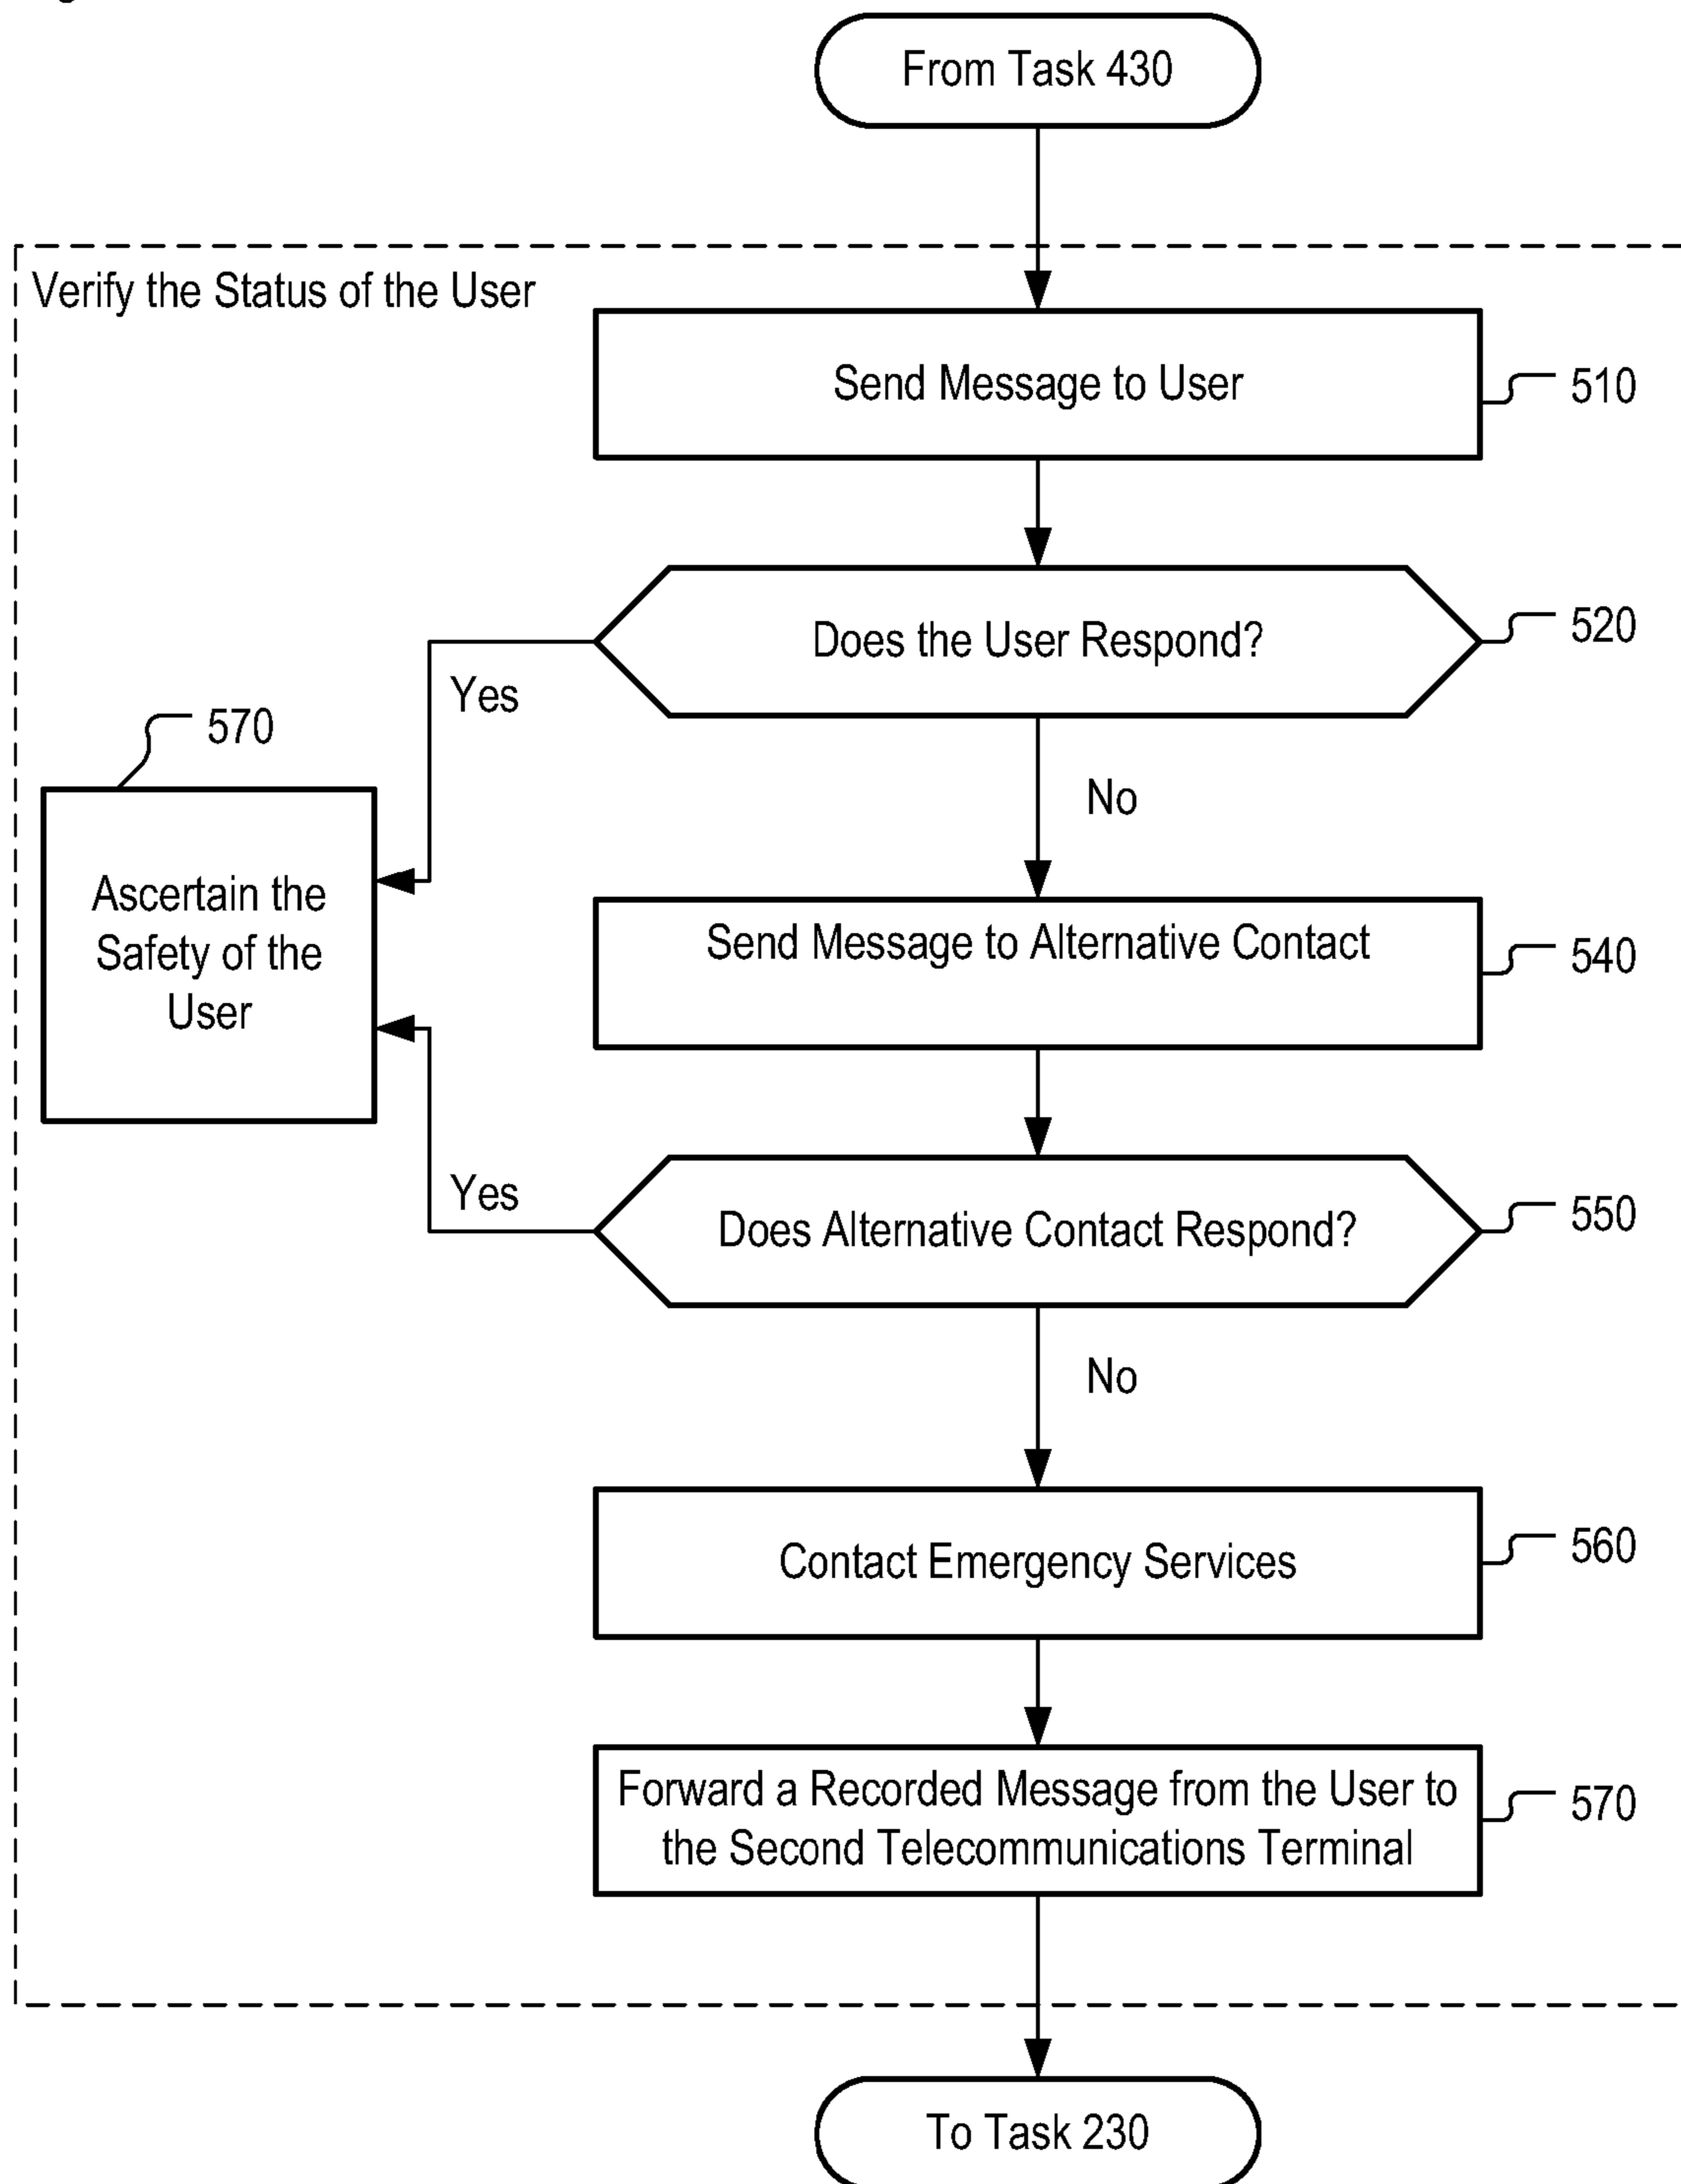 From Task 430
Verify the Status of the User
Send Message to User
510
Does the User Respond?
520
Yes
570
No
Ascertain the
Safety of the
User
Send Message to Alternative Contact
540
Yes
Does Alternative Contact Respond?
550
No
Contact Emergency Services
560
Forward a Recorded Message from the User to
the Second Telecommunications Terminal
570
To Task 230